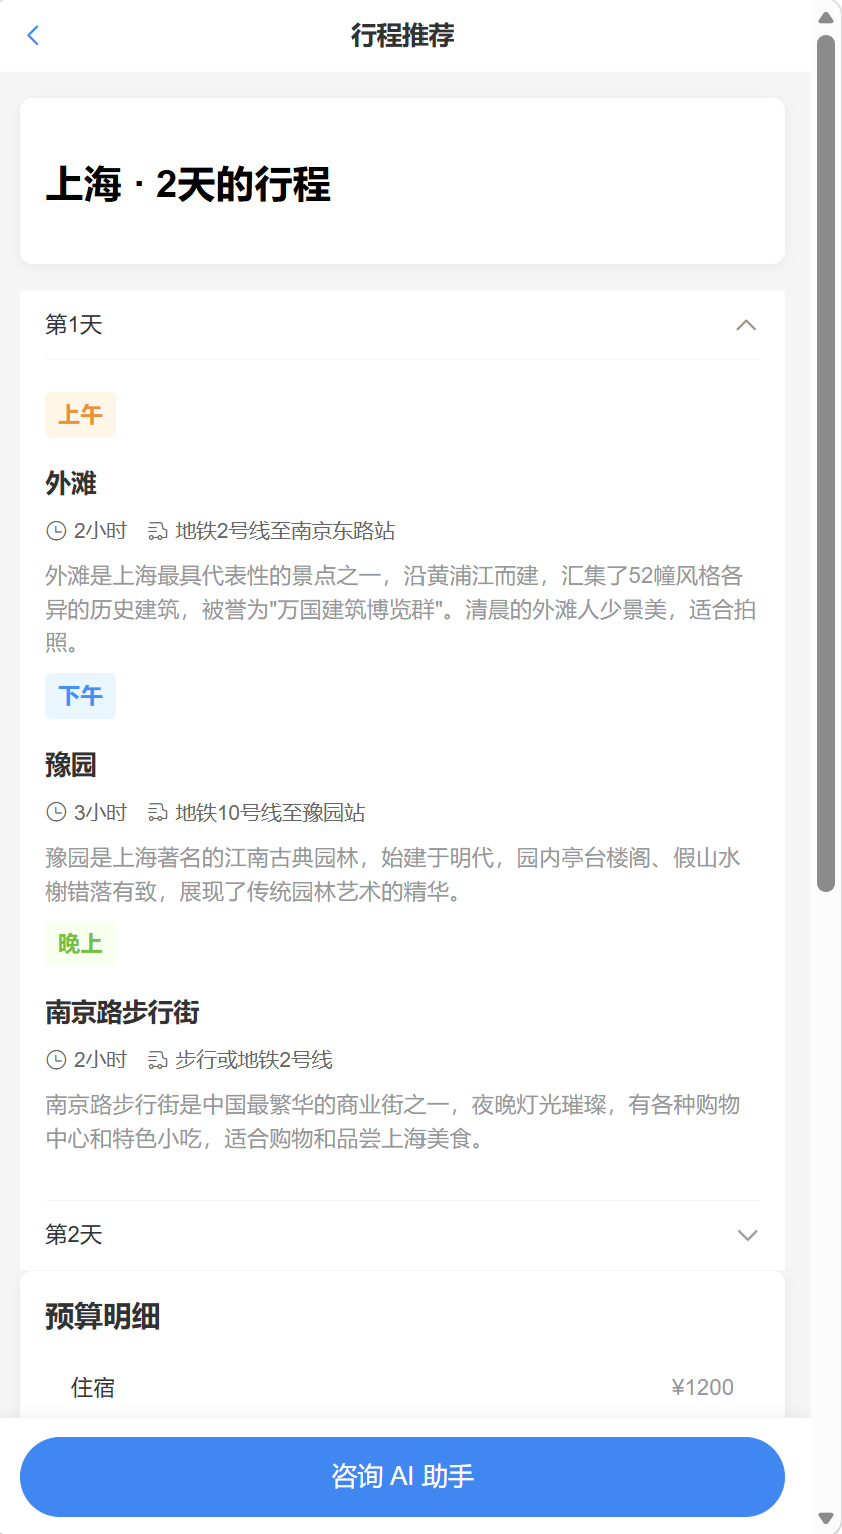 行程推荐
上海 · 2天的行程
第1天
上午
外滩
2小时 地铁2号线至南京东路站
外滩是上海最具代表性的景点之一，沿黄浦江而建，汇集了52幢风格各
异的历史建筑，被誉为"万国建筑博览群"。清晨的外滩人少景美，适合拍
照。
下午
豫园
3小时 地铁10号线至豫园站
豫园是上海著名的江南古典园林，始建于明代，园内亭台楼阁、假山水
榭错落有致，展现了传统园林艺术的精华。
晚上
南京路步行街
2小时 步行或地铁2号线
南京路步行街是中国最繁华的商业街之一，夜晚灯光璀璨，有各种购物
中心和特色小吃，适合购物和品尝上海美食。
第2天
预算明细
住宿 ¥1200
咨询 AI 助手